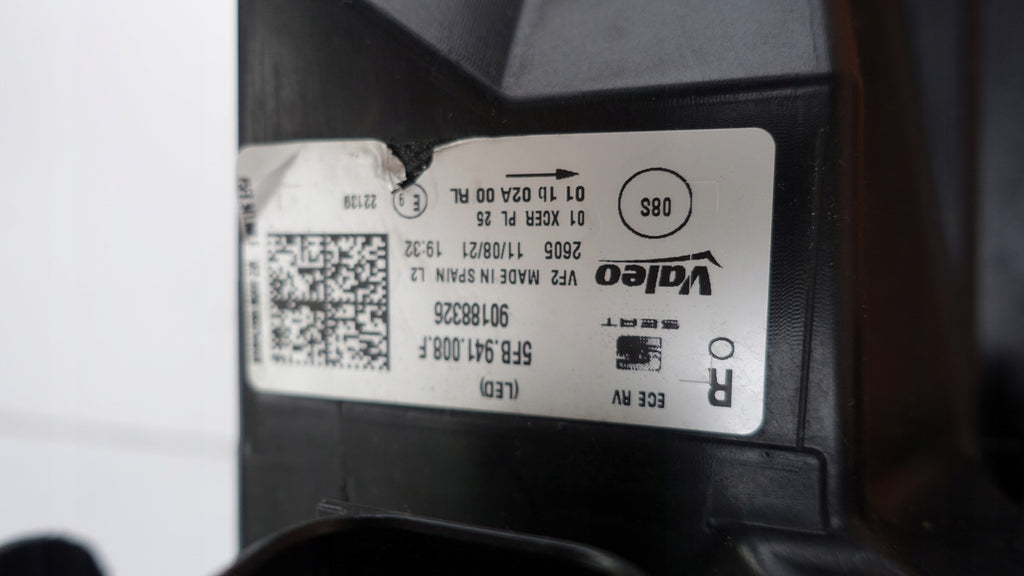 R
ECE RV
(LED)
SEAT
5FB.941.008.F
90188326
Valeo
VF2 MADE IN SPAIN L2
2605 11/08/21 19:32
08S
01 XCER PL 25
01 1b 02A 00 RL
E 9
22139